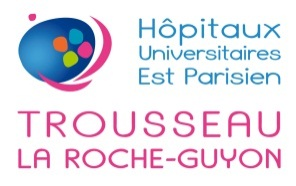 Hôpitaux
Universitaires
Est Parisien
TROUSSEAU
LA ROCHE-GUYON